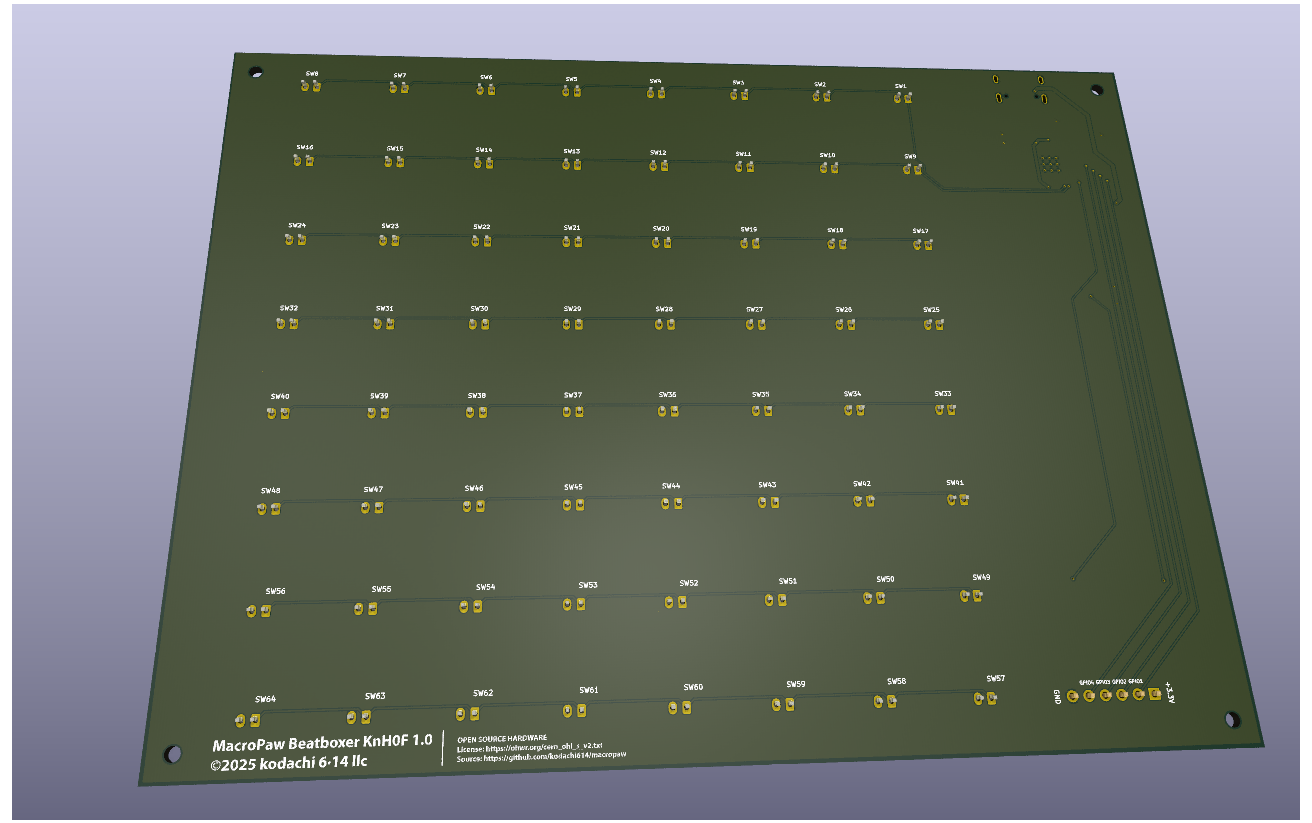 SW8 SW7 SW6 SW5 SW4 SW3 SW2 SW1
SW16 SW15 SW14 SW13 SW12 SW11 SW10 SW9
SW24 SW23 SW22 SW21 SW20 SW19 SW18 SW17
SW32 SW31 SW30 SW29 SW28 SW27 SW26 SW25
SW40 SW39 SW38 SW37 SW36 SW35 SW34 SW33
SW48 SW47 SW46 SW45 SW44 SW43 SW42 SW41
SW56 SW55 SW54 SW53 SW52 SW51 SW50 SW49
SW64 SW63 SW62 SW61 SW60 SW59 SW58 SW57
GND GPIO4 GPIO3 GPIO2 GPIO1 +3.3V
MacroPaw Beatboxer KnH0F 1.0
©2025 kodachi 6·14 llc
OPEN SOURCE HARDWARE
License: https://ohwr.org/cern_ohl_s_v2.txt
Source: https://github.com/kodachi614/macropaw